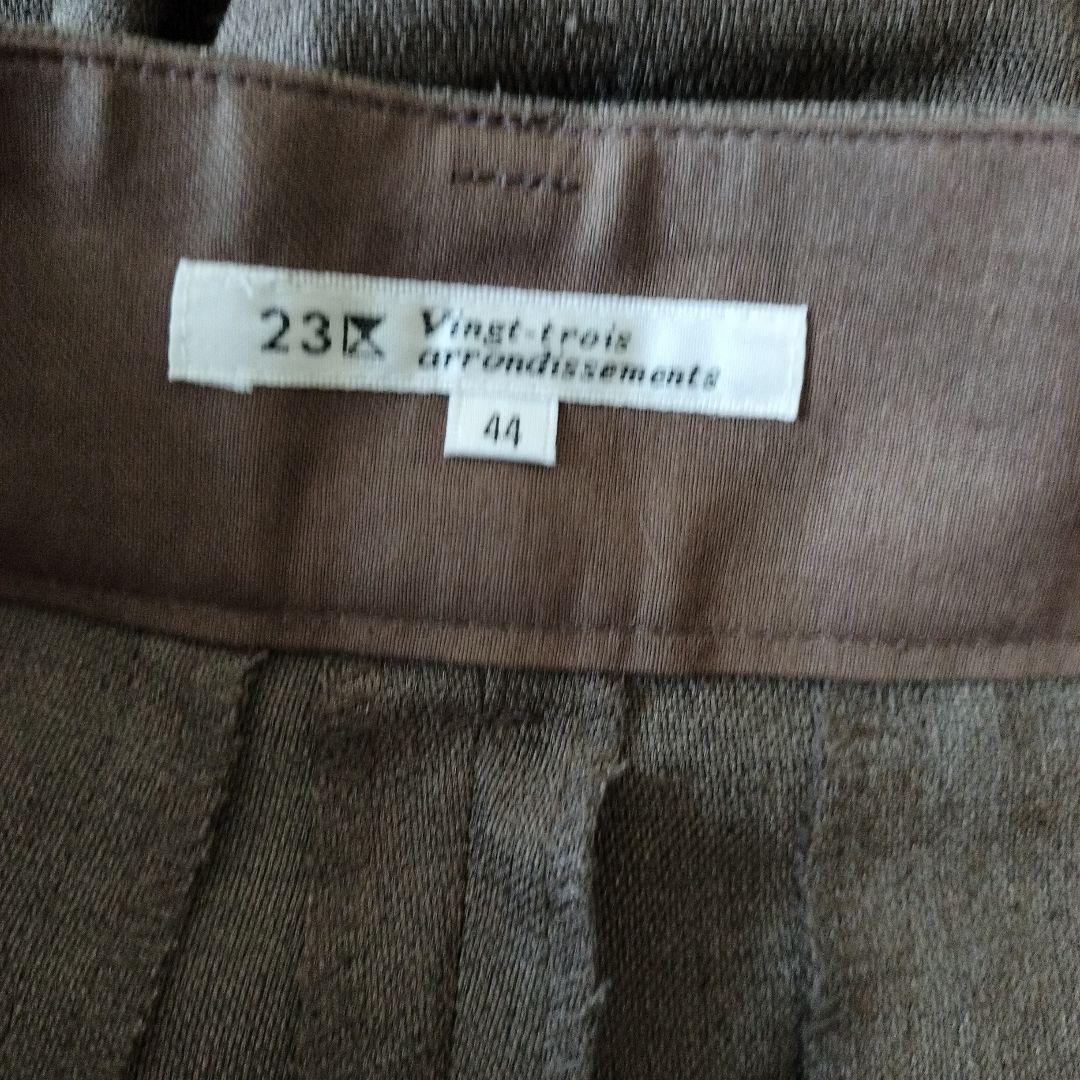 23区 Vingt-trois
arrondissements
44